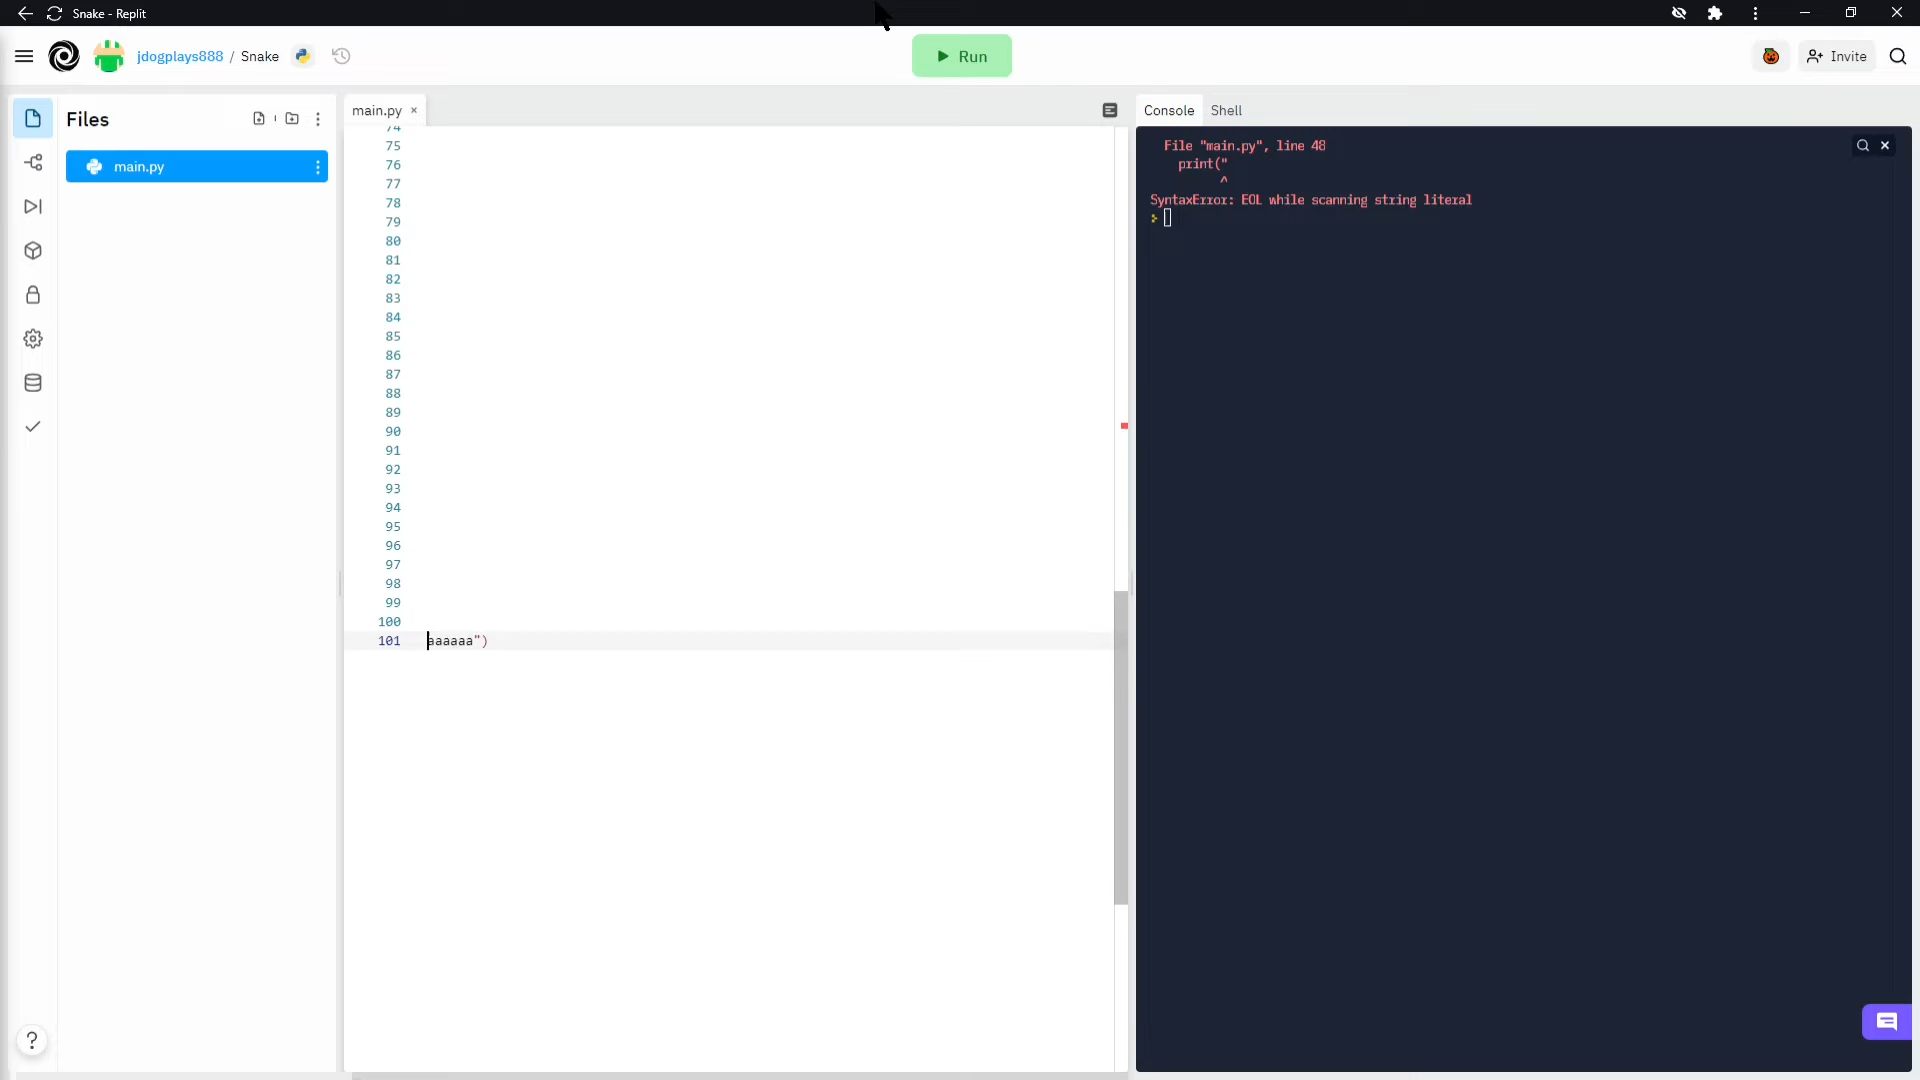 Snake - Replit
jdogplays888 / Snake
Run
Invite
Files
main.py
main.py ×
74
75
76
77
78
79
80
81
82
83
84
85
86
87
88
89
90
91
92
93
94
95
96
97
98
99
100
101 aaaaaa")
Console Shell
File "main.py", line 48
print("
^
SyntaxError: EOL while scanning string literal
?